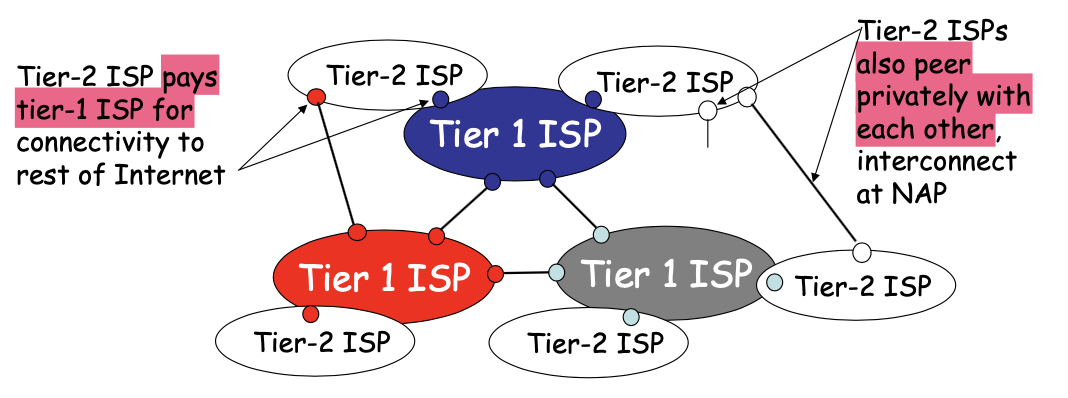 Tier-2 ISP pays
tier-1 ISP for
connectivity to
rest of Internet
Tier-2 ISP
Tier-2 ISP
Tier-2 ISPs
also peer
privately with
each other,
interconnect
at NAP
Tier 1 ISP
Tier 1 ISP
Tier 1 ISP
Tier-2 ISP
Tier-2 ISP
Tier-2 ISP